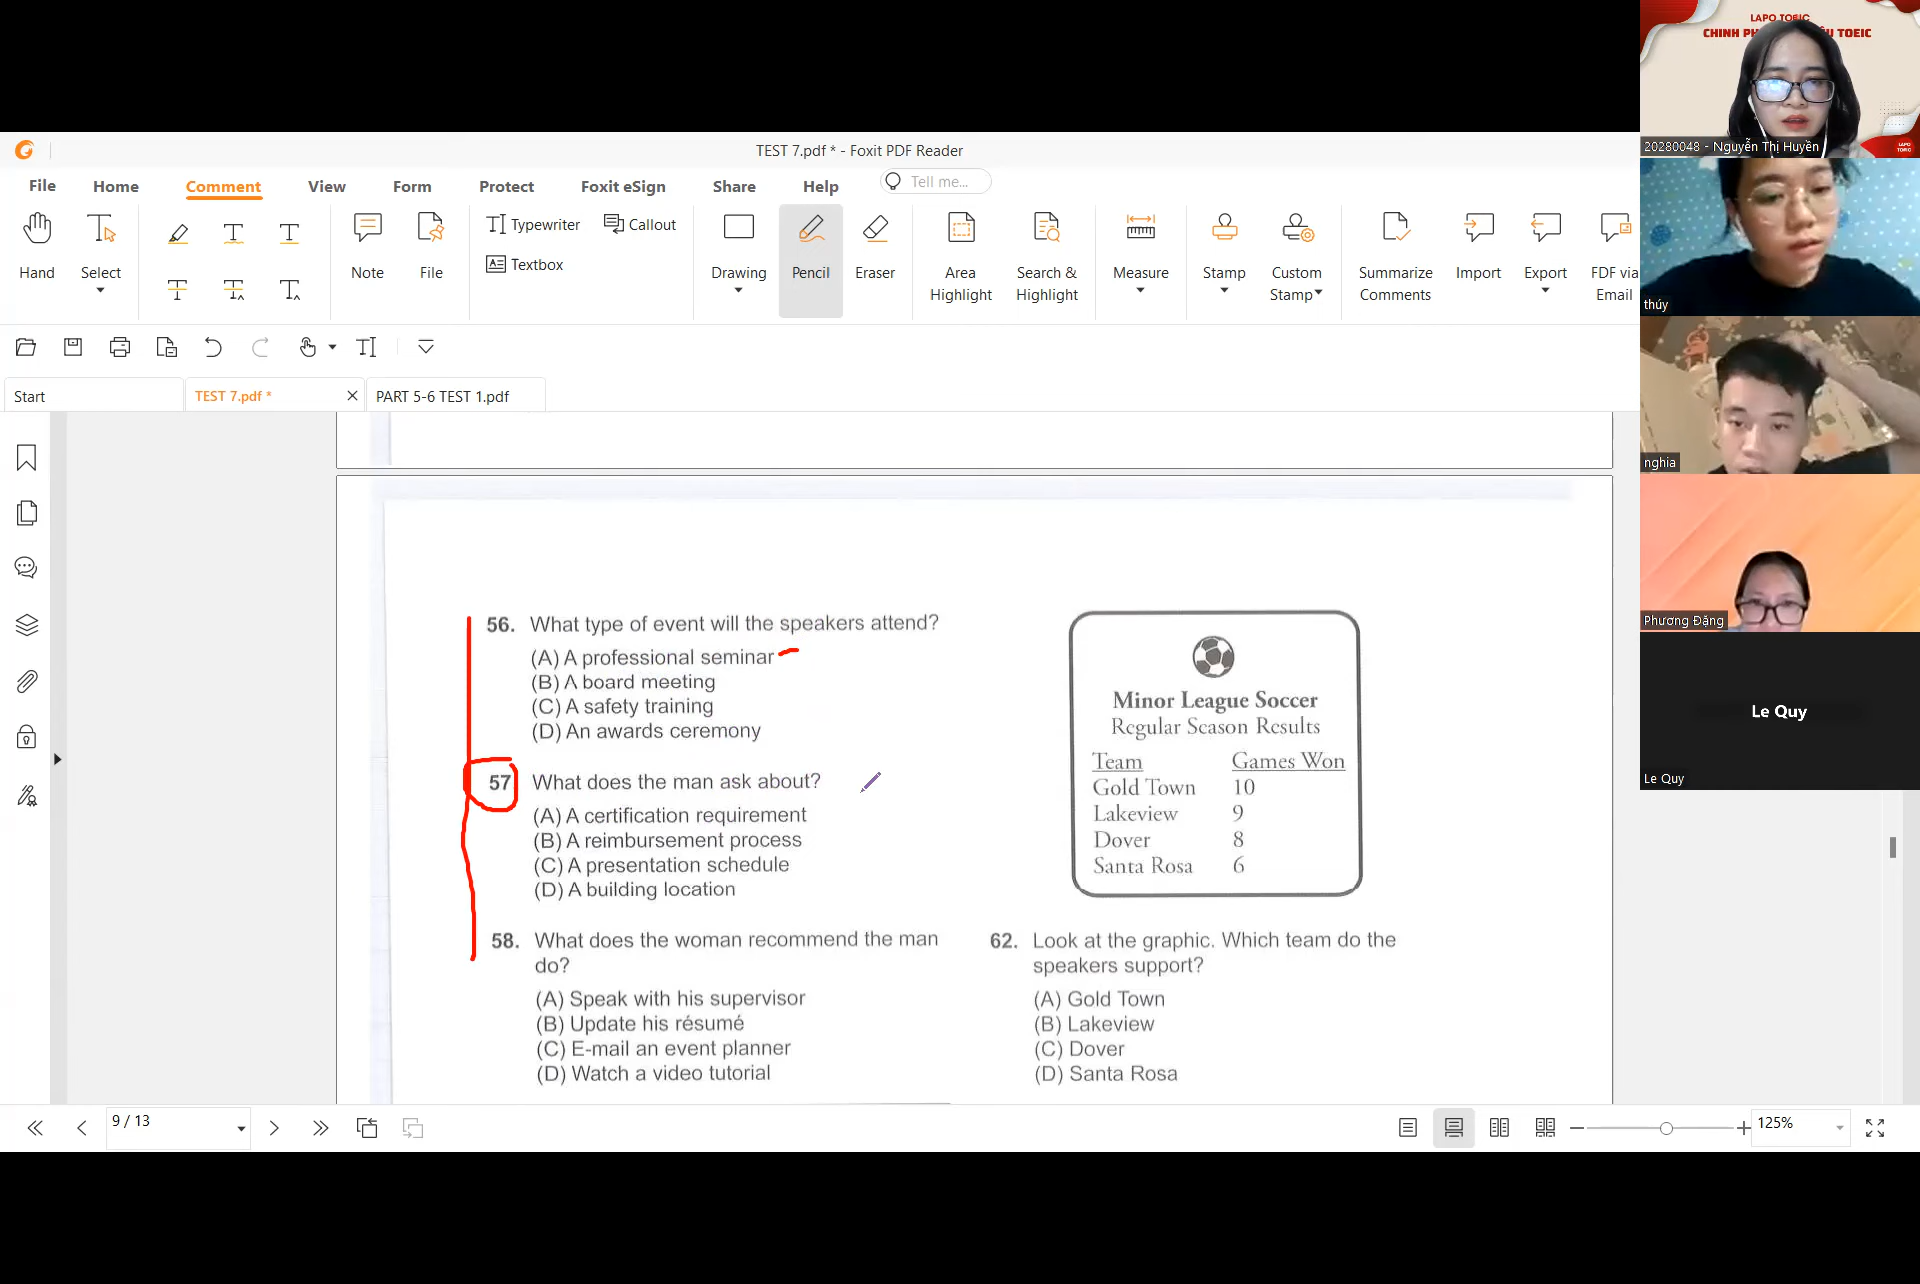 LAPO TOEIC
TEST 7.pdf * - Foxit PDF Reader
20280048 - Nguyễn Thị Huyền
File Home Comment View Form Protect Foxit eSign Share Help Tell me...
Typewriter Callout
Textbox
Hand Select Note File Drawing Pencil Eraser Area Highlight Search & Highlight Measure Stamp Custom Stamp Summarize Comments Import Export FDF via Email
thúy
Start TEST 7.pdf * PART 5-6 TEST 1.pdf
nghia
56. What type of event will the speakers attend?
(A) A professional seminar
(B) A board meeting
(C) A safety training
(D) An awards ceremony
57 What does the man ask about?
(A) A certification requirement
(B) A reimbursement process
(C) A presentation schedule
(D) A building location
58. What does the woman recommend the man
do?
(A) Speak with his supervisor
(B) Update his résumé
(C) E-mail an event planner
(D) Watch a video tutorial
Minor League Soccer
Regular Season Results
Team Games Won
Gold Town 10
Lakeview 9
Dover 8
Santa Rosa 6
62. Look at the graphic. Which team do the
speakers support?
(A) Gold Town
(B) Lakeview
(C) Dover
(D) Santa Rosa
Phương Đặng
Le Quy
Le Quy
9 / 13
125%